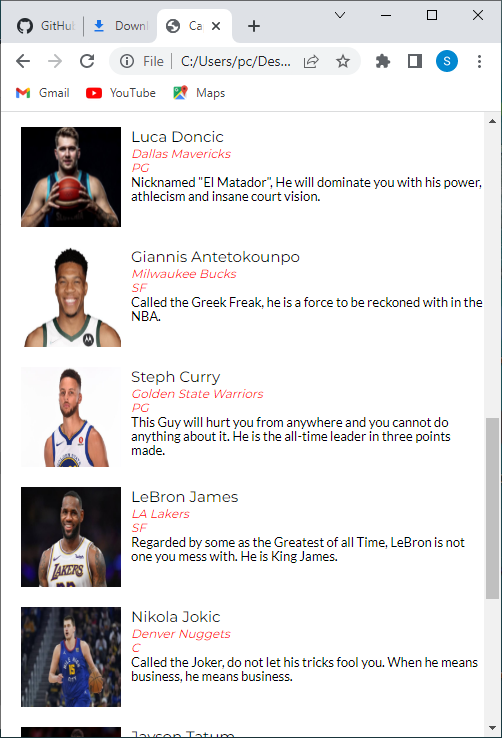 GitHub
Downl
Ca
File
C:/Users/pc/Des...
S
Gmail
YouTube
Maps
Luca Doncic
Dallas Mavericks
PG
Nicknamed "El Matador", He will dominate you with his power,
athlecism and insane court vision.
Giannis Antetokounpo
Milwaukee Bucks
SF
Called the Greek Freak, he is a force to be reckoned with in the
NBA.
Steph Curry
Golden State Warriors
PG
This Guy will hurt you from anywhere and you cannot do
anything about it. He is the all-time leader in three points
made.
LeBron James
LA Lakers
SF
Regarded by some as the Greatest of all Time, LeBron is not
one you mess with. He is King James.
LAKERS
Nikola Jokic
Denver Nuggets
C
Called the Joker, do not let his tricks fool you. When he means
business, he means business.
15
Jayson Tatum